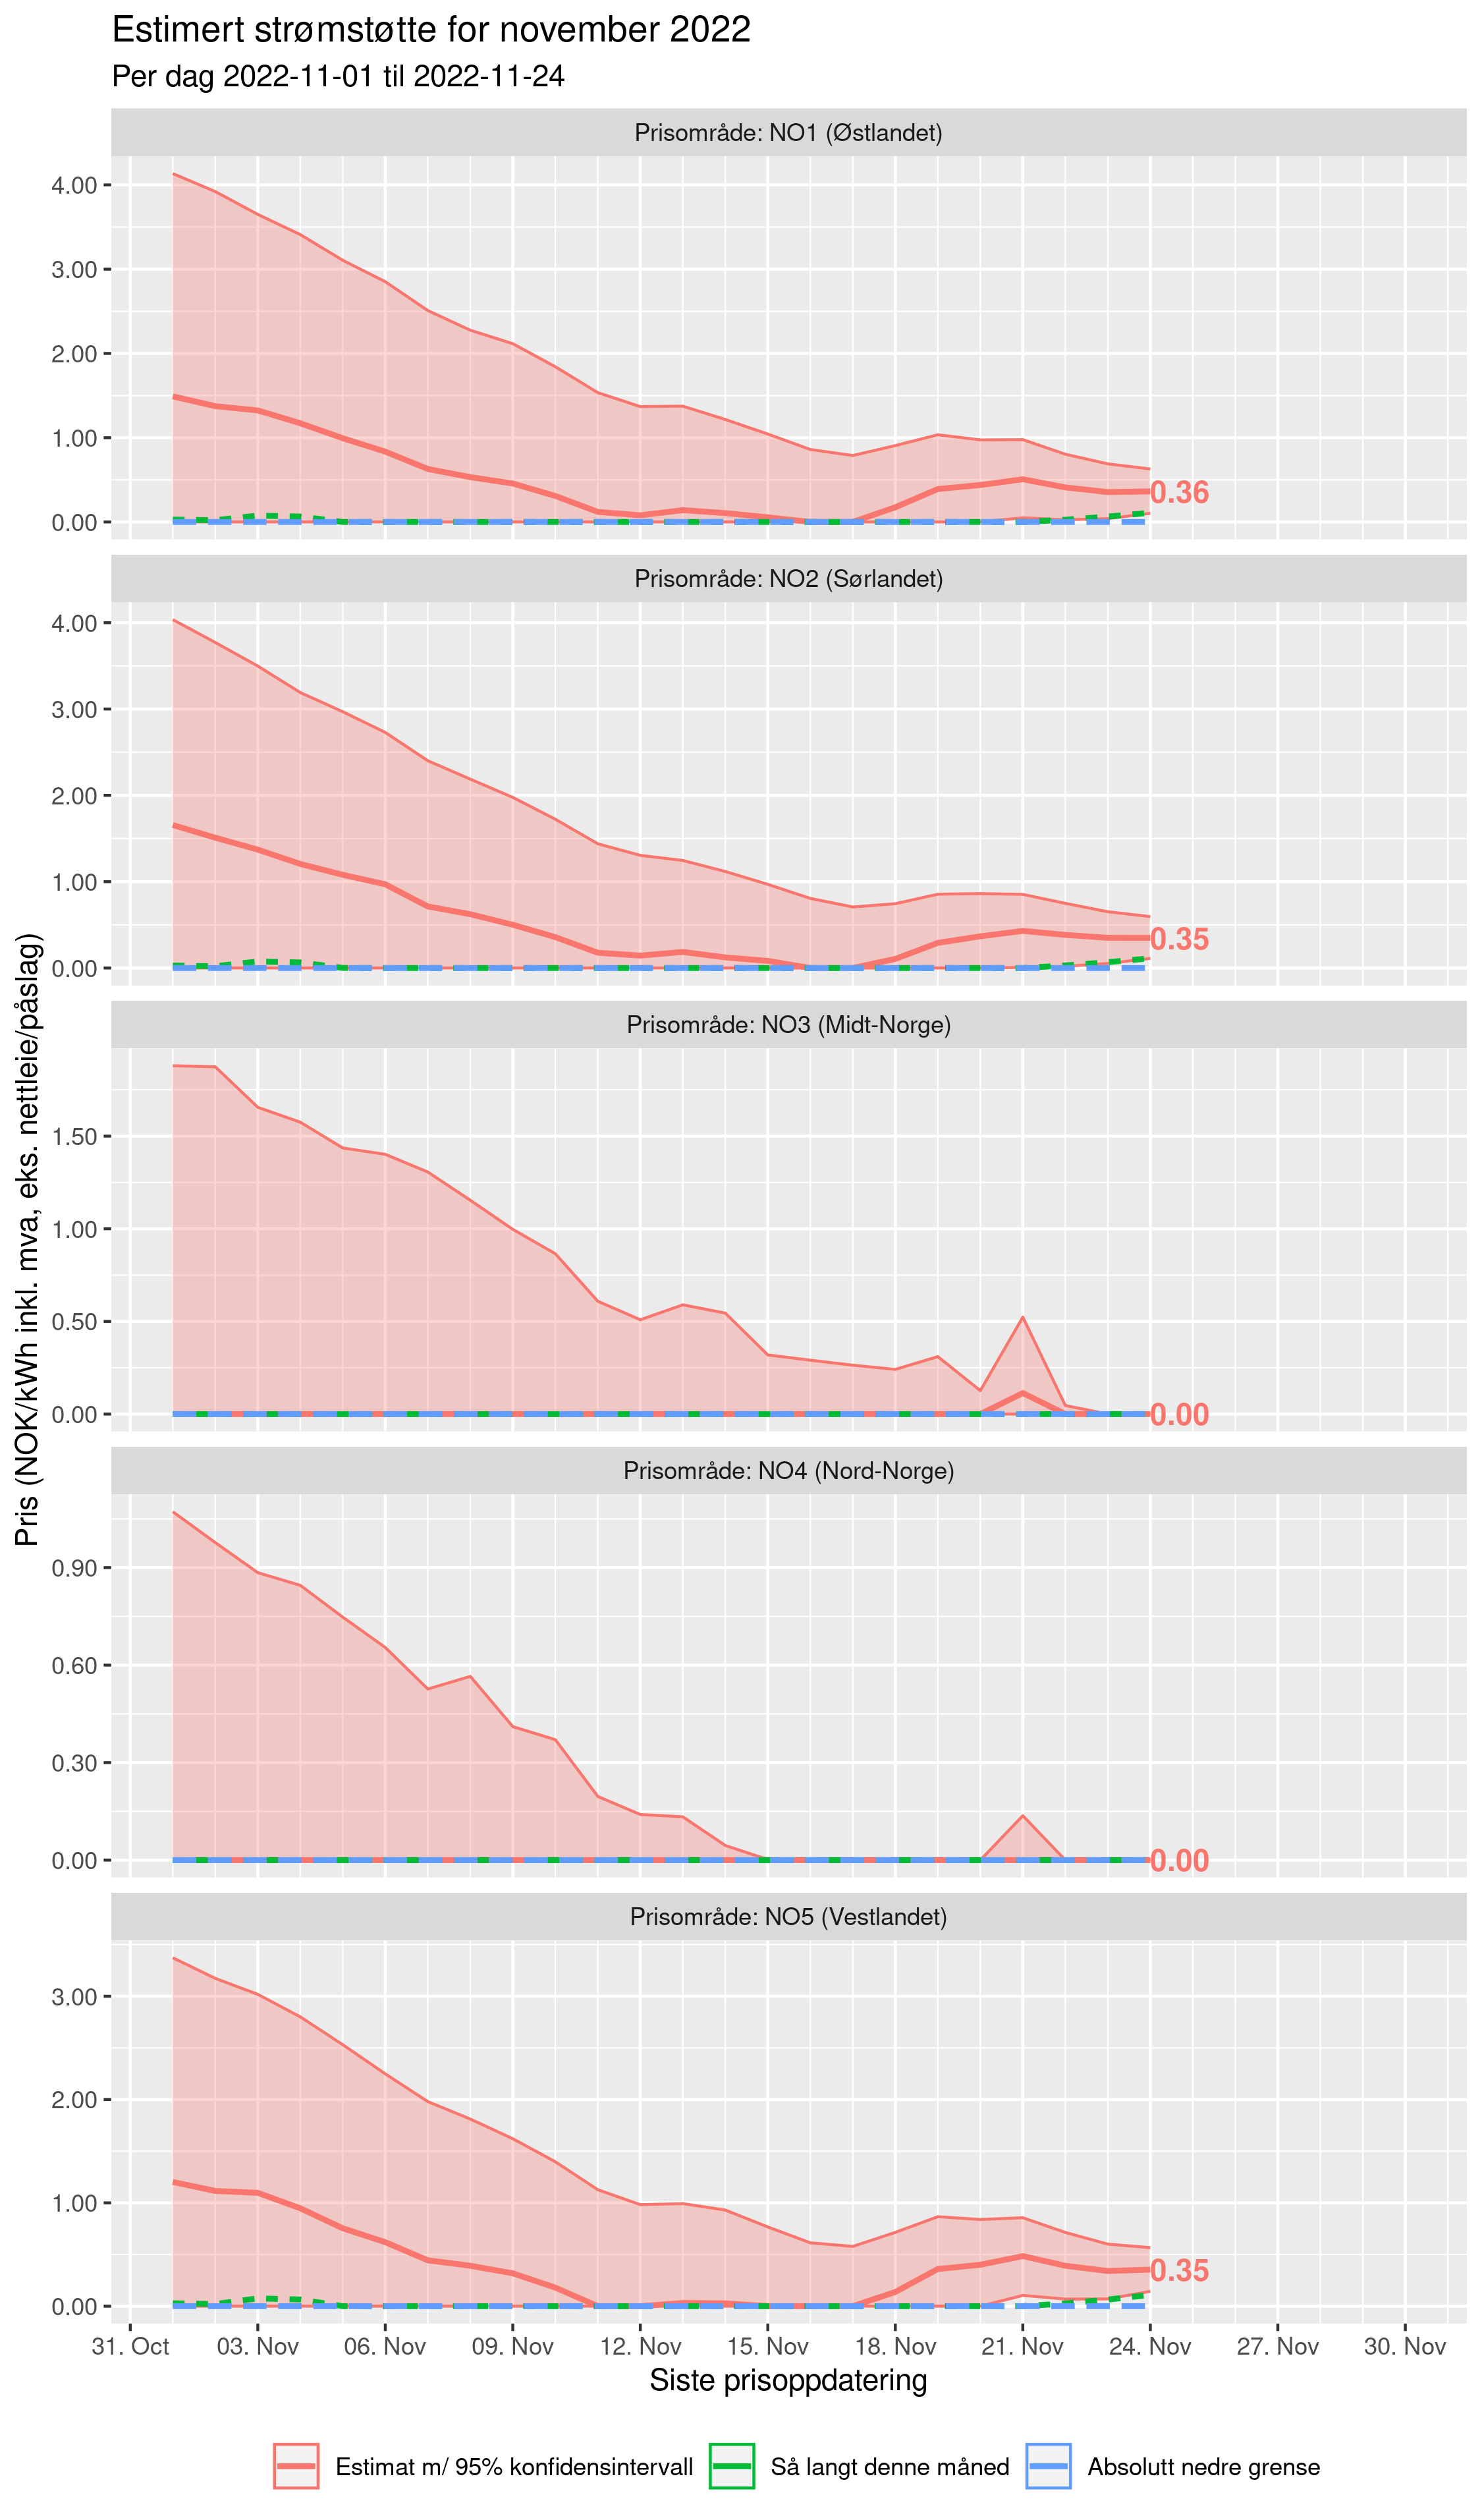 Estimert strømstøtte for november 2022
Per dag 2022-11-01 til 2022-11-24
Prisområde: NO1 (Østlandet)
4.00
3.00
2.00
1.00
0.00
0.36
Prisområde: NO2 (Sørlandet)
4.00
3.00
2.00
1.00
0.00
0.35
Prisområde: NO3 (Midt-Norge)
1.50
1.00
0.50
0.00
0.00
Prisområde: NO4 (Nord-Norge)
0.90
0.60
0.30
0.00
0.00
Prisområde: NO5 (Vestlandet)
3.00
2.00
1.00
0.00
0.35
Pris (NOK/kWh inkl. mva, eks. nettleie/påslag)
31. Oct 03. Nov 06. Nov 09. Nov 12. Nov 15. Nov 18. Nov 21. Nov 24. Nov 27. Nov 30. Nov
Siste prisoppdatering
Estimat m/ 95% konfidensintervall Så langt denne måned Absolutt nedre grense